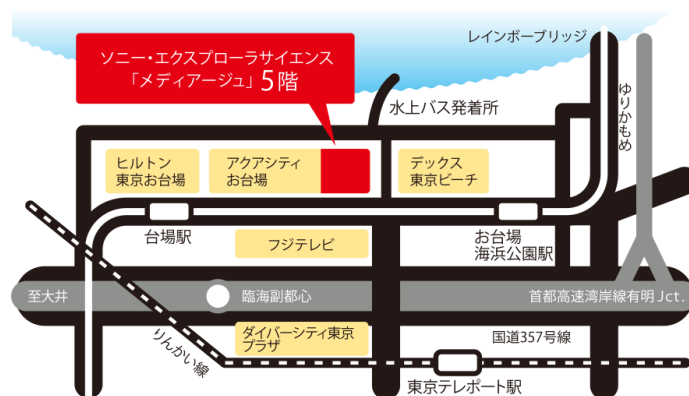 レインボーブリッジ
ソニー・エクスプローラサイエンス
「メディアージュ」5階
水上バス発着所
ゆりかもめ
ヒルトン
東京お台場
アクアシティ
お台場
デックス
東京ビーチ
台場駅
フジテレビ
お台場
海浜公園駅
至大井
臨海副都心
首都高速湾岸線有明Jct.
りんかい線
ダイバーシティ東京
プラザ
国道357号線
東京テレポート駅